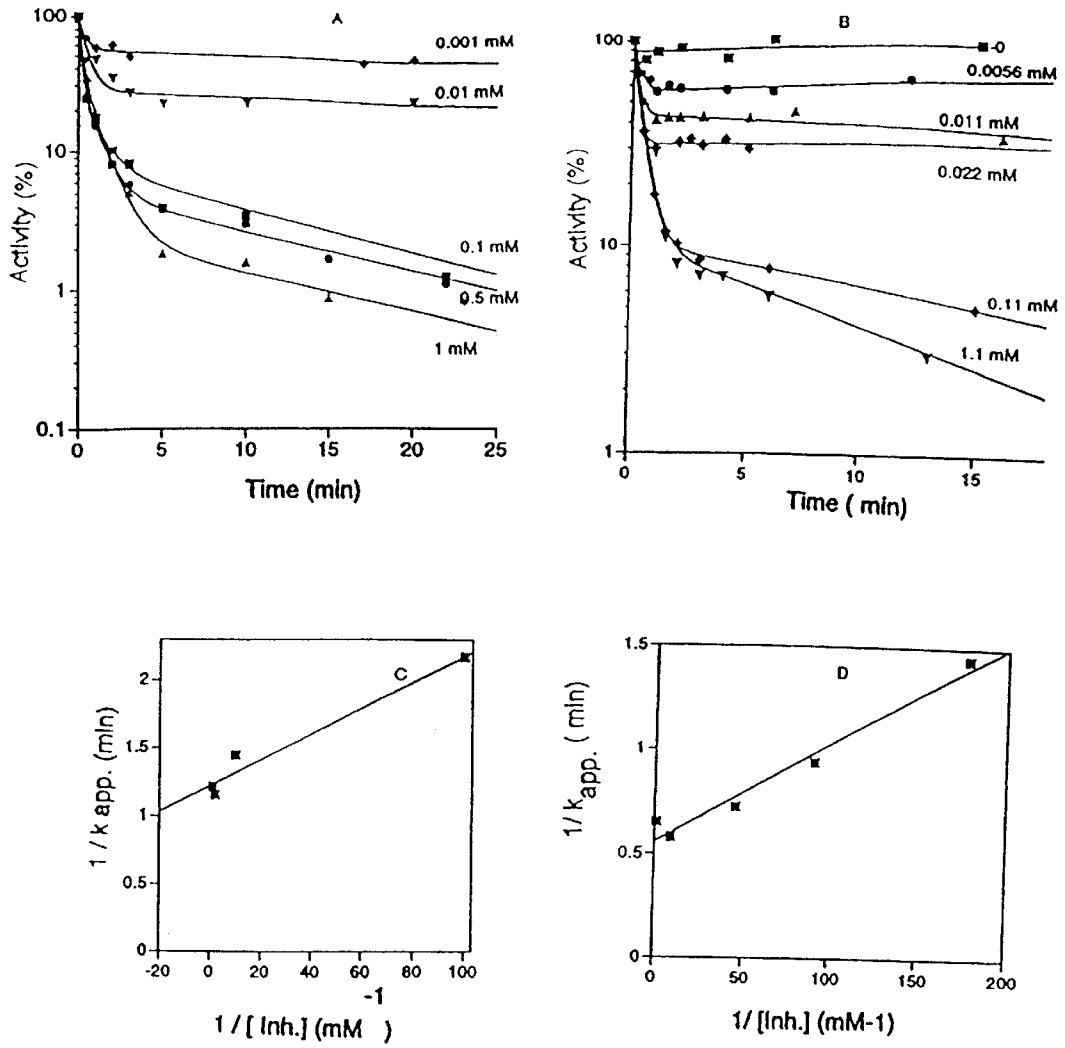 A
Activity (%)
100
10
1
0.1
0.001 mM
0.01 mM
0.1 mM
0.5 mM
1 mM
0 5 10 15 20 25
Time (min)
B
Activity (%)
100
10
1
-0
0.0056 mM
0.011 mM
0.022 mM
0.11 mM
1.1 mM
0 5 10 15
Time ( min)
C
1 / k app. (min)
2
1.5
1
0.5
0
-20 0 20 40 60 80 100
-1
1 / [ Inh.] (mM )
D
1/ kapp. ( min)
1.5
1
0.5
0
0 50 100 150 200
1/ [Inh.] (mM-1)